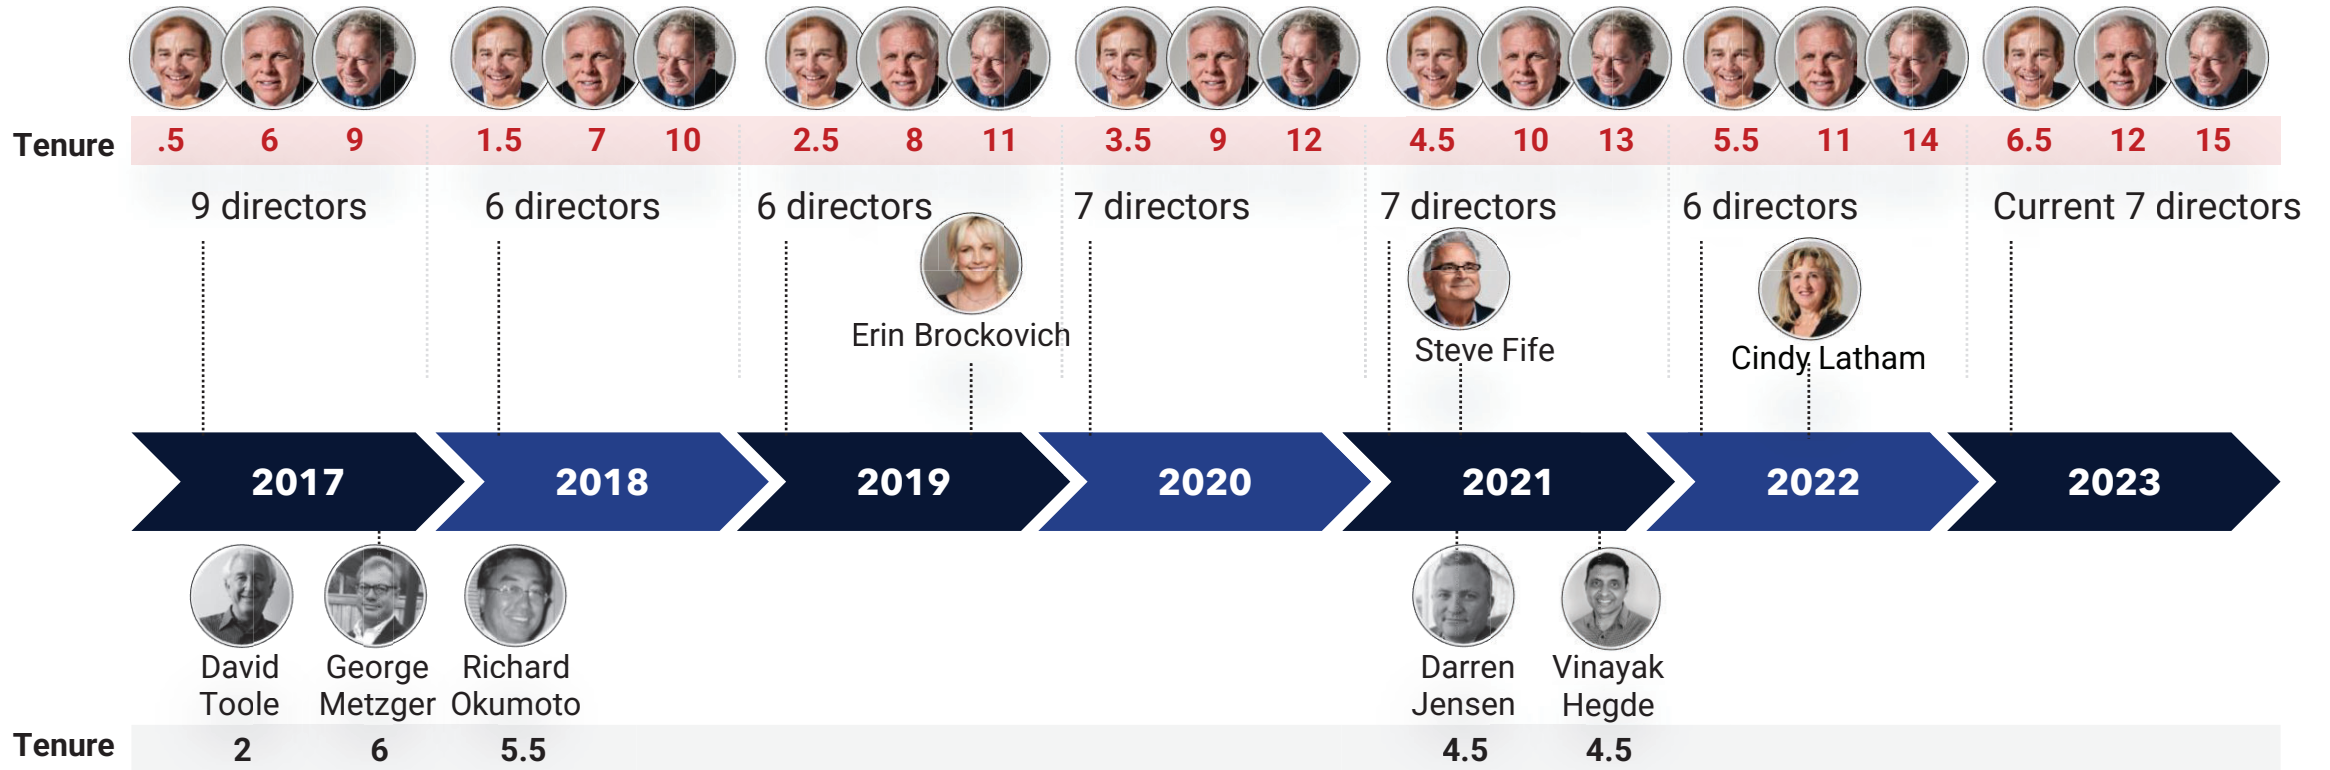 Tenure .5 6 9 1.5 7 10 2.5 8 11 3.5 9 12 4.5 10 13 5.5 11 14 6.5 12 15
9 directors 6 directors 6 directors 7 directors 7 directors 6 directors Current 7 directors
Erin Brockovich
Steve Fife
Cindy Latham
2017 2018 2019 2020 2021 2022 2023
David
Toole
George
Metzger
Richard
Okumoto
Darren
Jensen
Vinayak
Hegde
Tenure 2 6 5.5 4.5 4.5